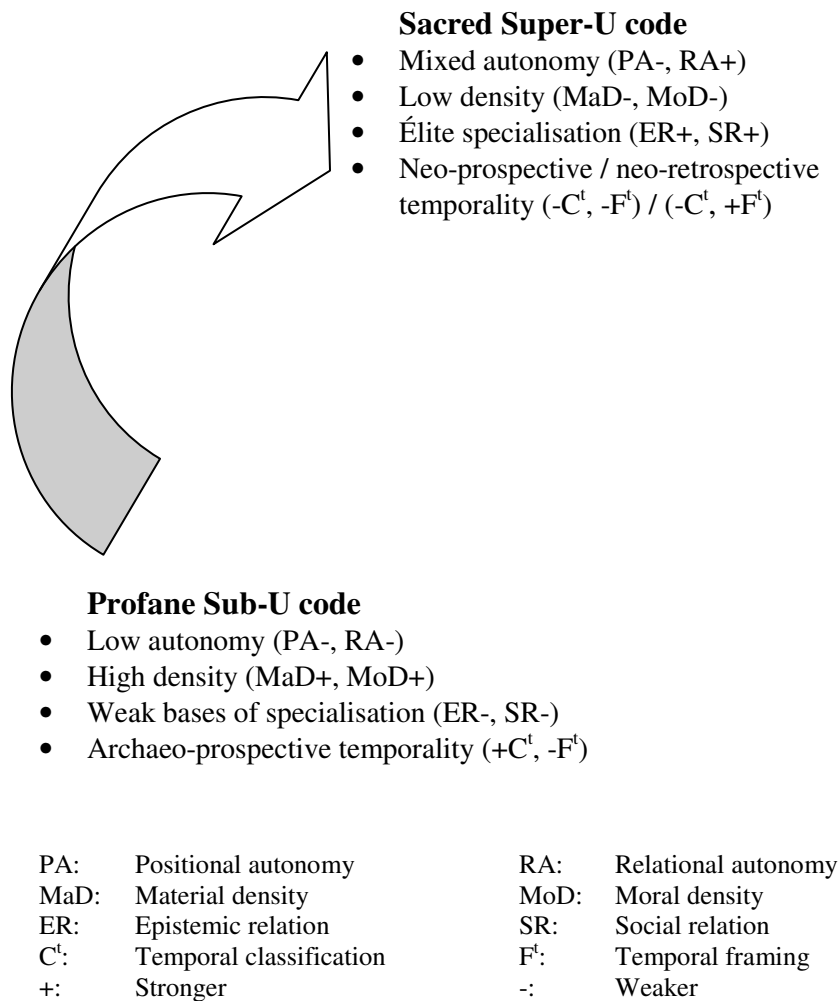 Sacred Super-U code
• Mixed autonomy (PA-, RA+)
• Low density (MaD-, MoD-)
• Élite specialisation (ER+, SR+)
• Neo-prospective / neo-retrospective
temporality (-Cᵗ, -Fᵗ) / (-Cᵗ, +Fᵗ)
Profane Sub-U code
• Low autonomy (PA-, RA-)
• High density (MaD+, MoD+)
• Weak bases of specialisation (ER-, SR-)
• Archaeo-prospective temporality (+Cᵗ, -Fᵗ)
PA: Positional autonomy RA: Relational autonomy
MaD: Material density MoD: Moral density
ER: Epistemic relation SR: Social relation
Cᵗ: Temporal classification Fᵗ: Temporal framing
+: Stronger -: Weaker